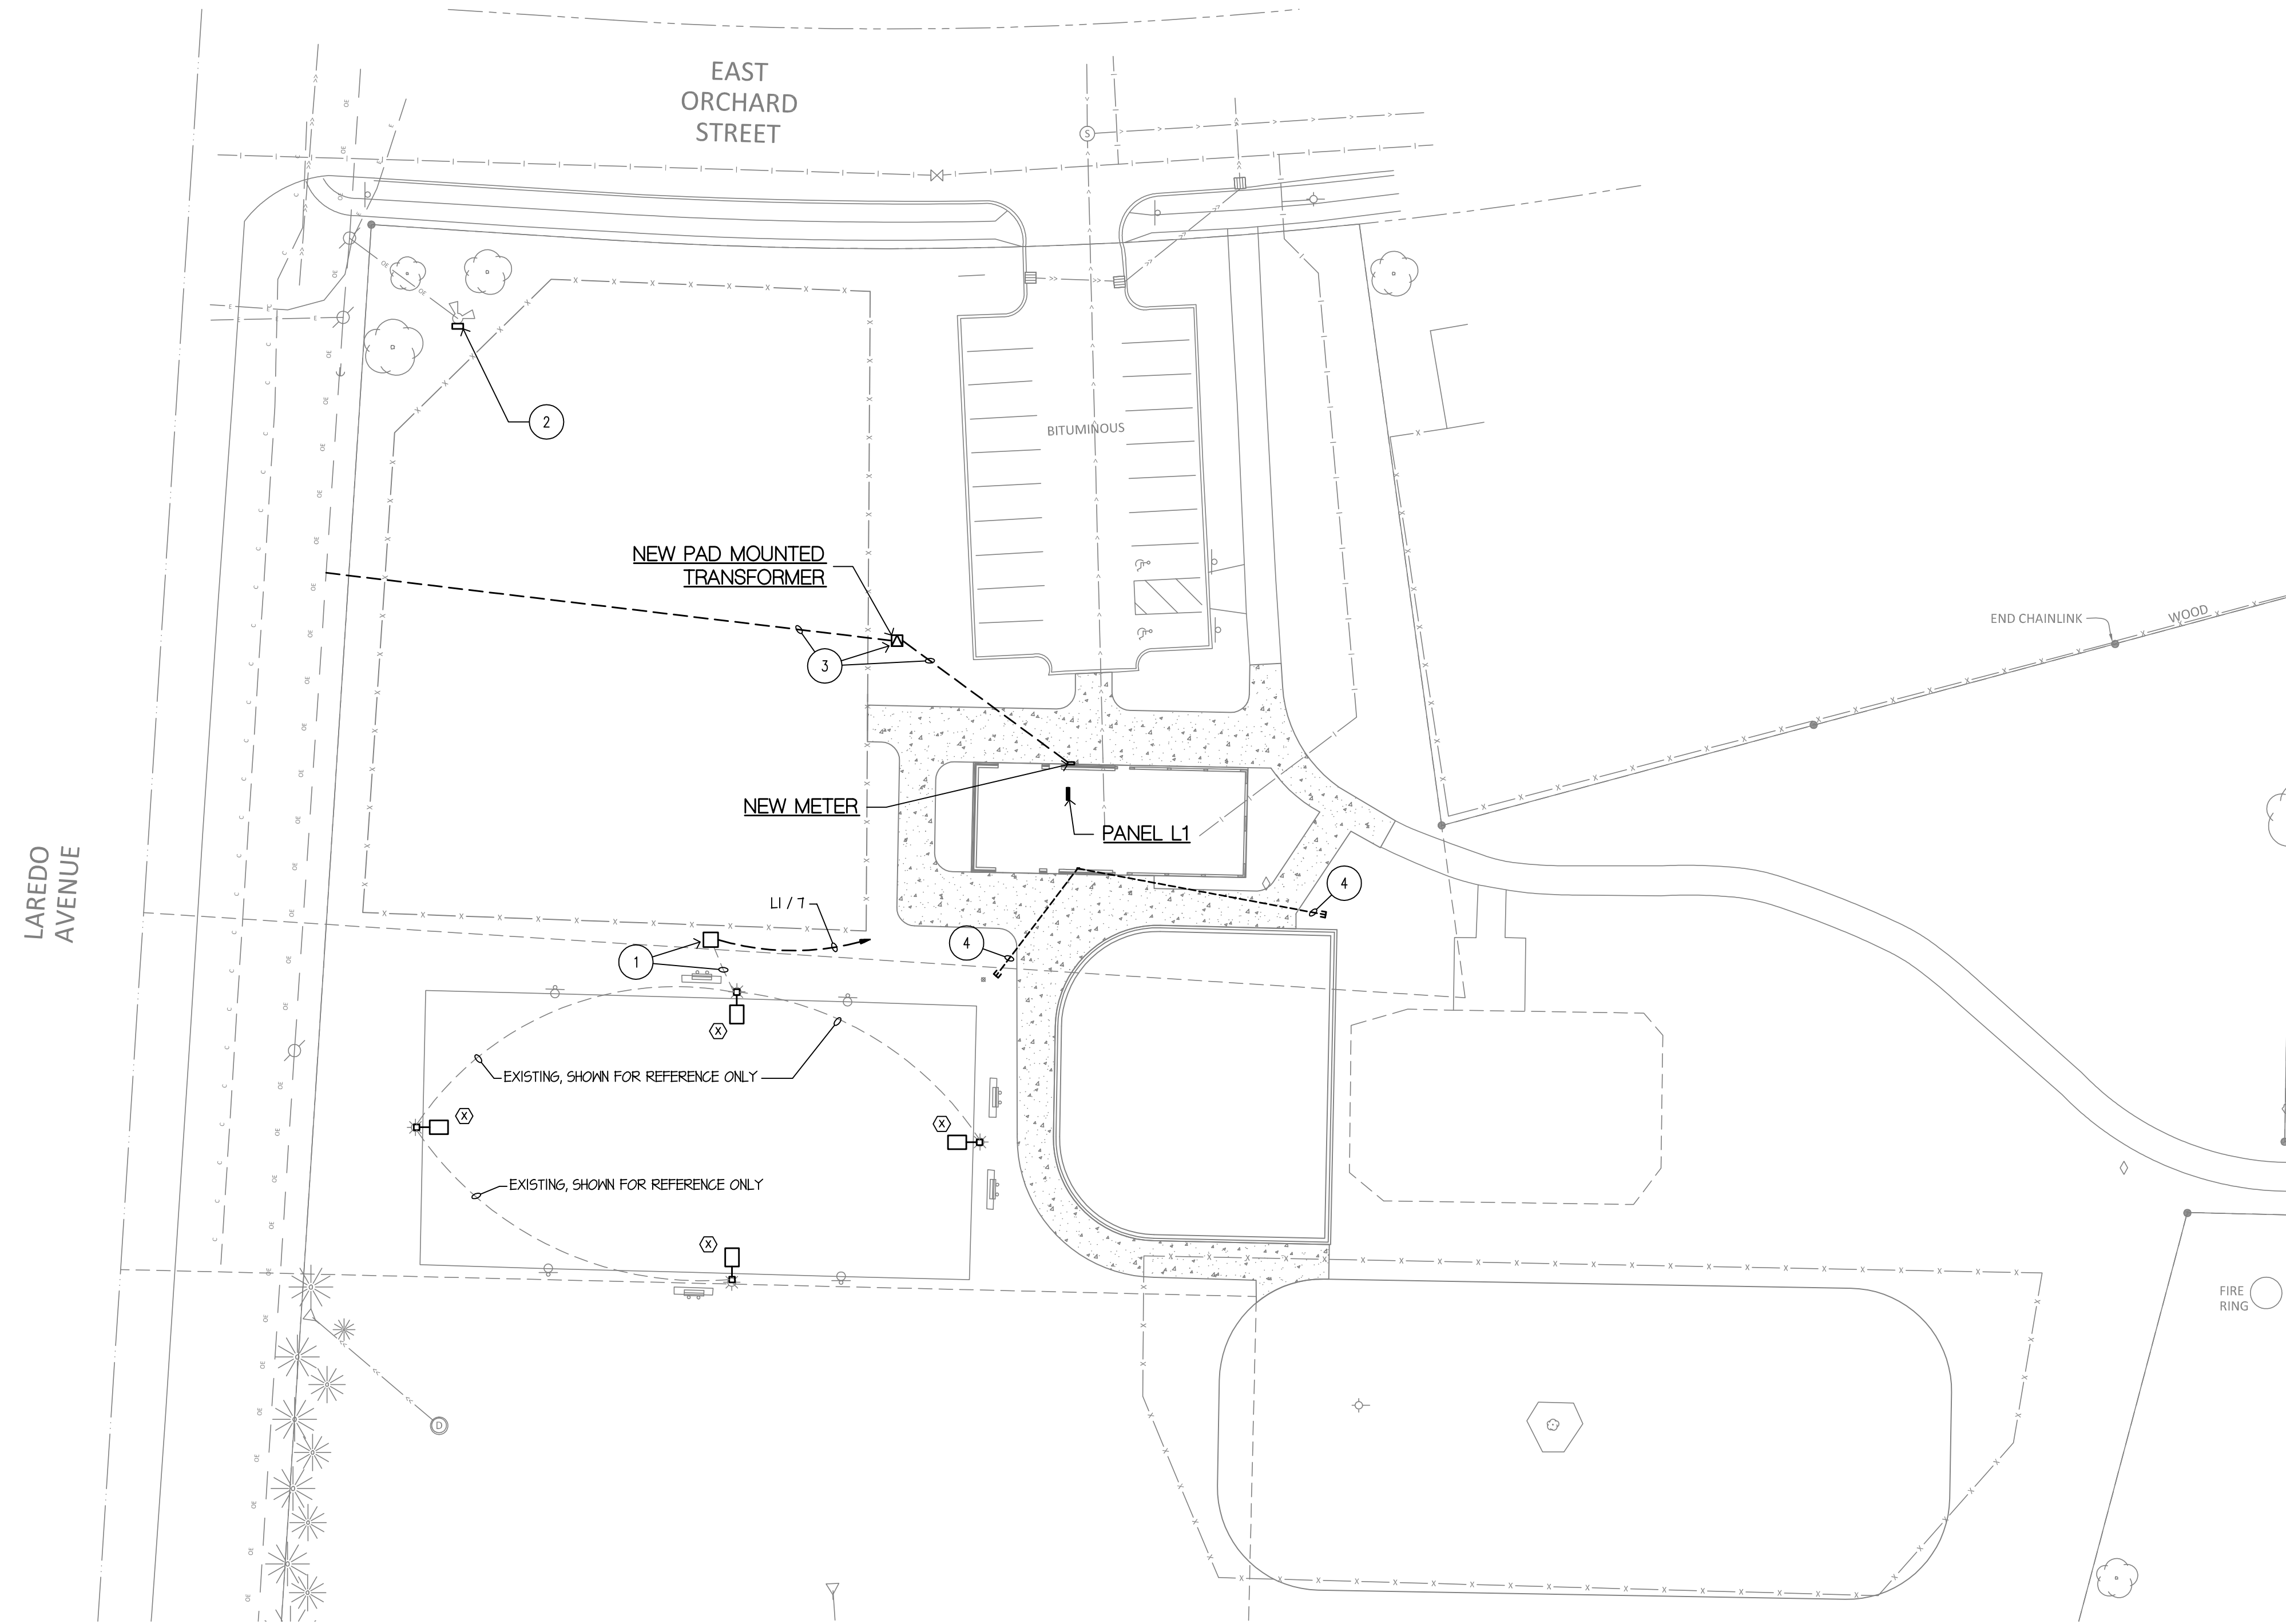 EAST
ORCHARD
STREET
S
2
BITUMINOUS
NEW PAD MOUNTED
TRANSFORMER
3
END CHAINLINK
WOOD
NEW METER
PANEL L1
LAREDO
AVENUE
4
L1 / 7
4
1
E
E
X
EXISTING, SHOWN FOR REFERENCE ONLY
X
X
EXISTING, SHOWN FOR REFERENCE ONLY
X
FIRE
RING
D